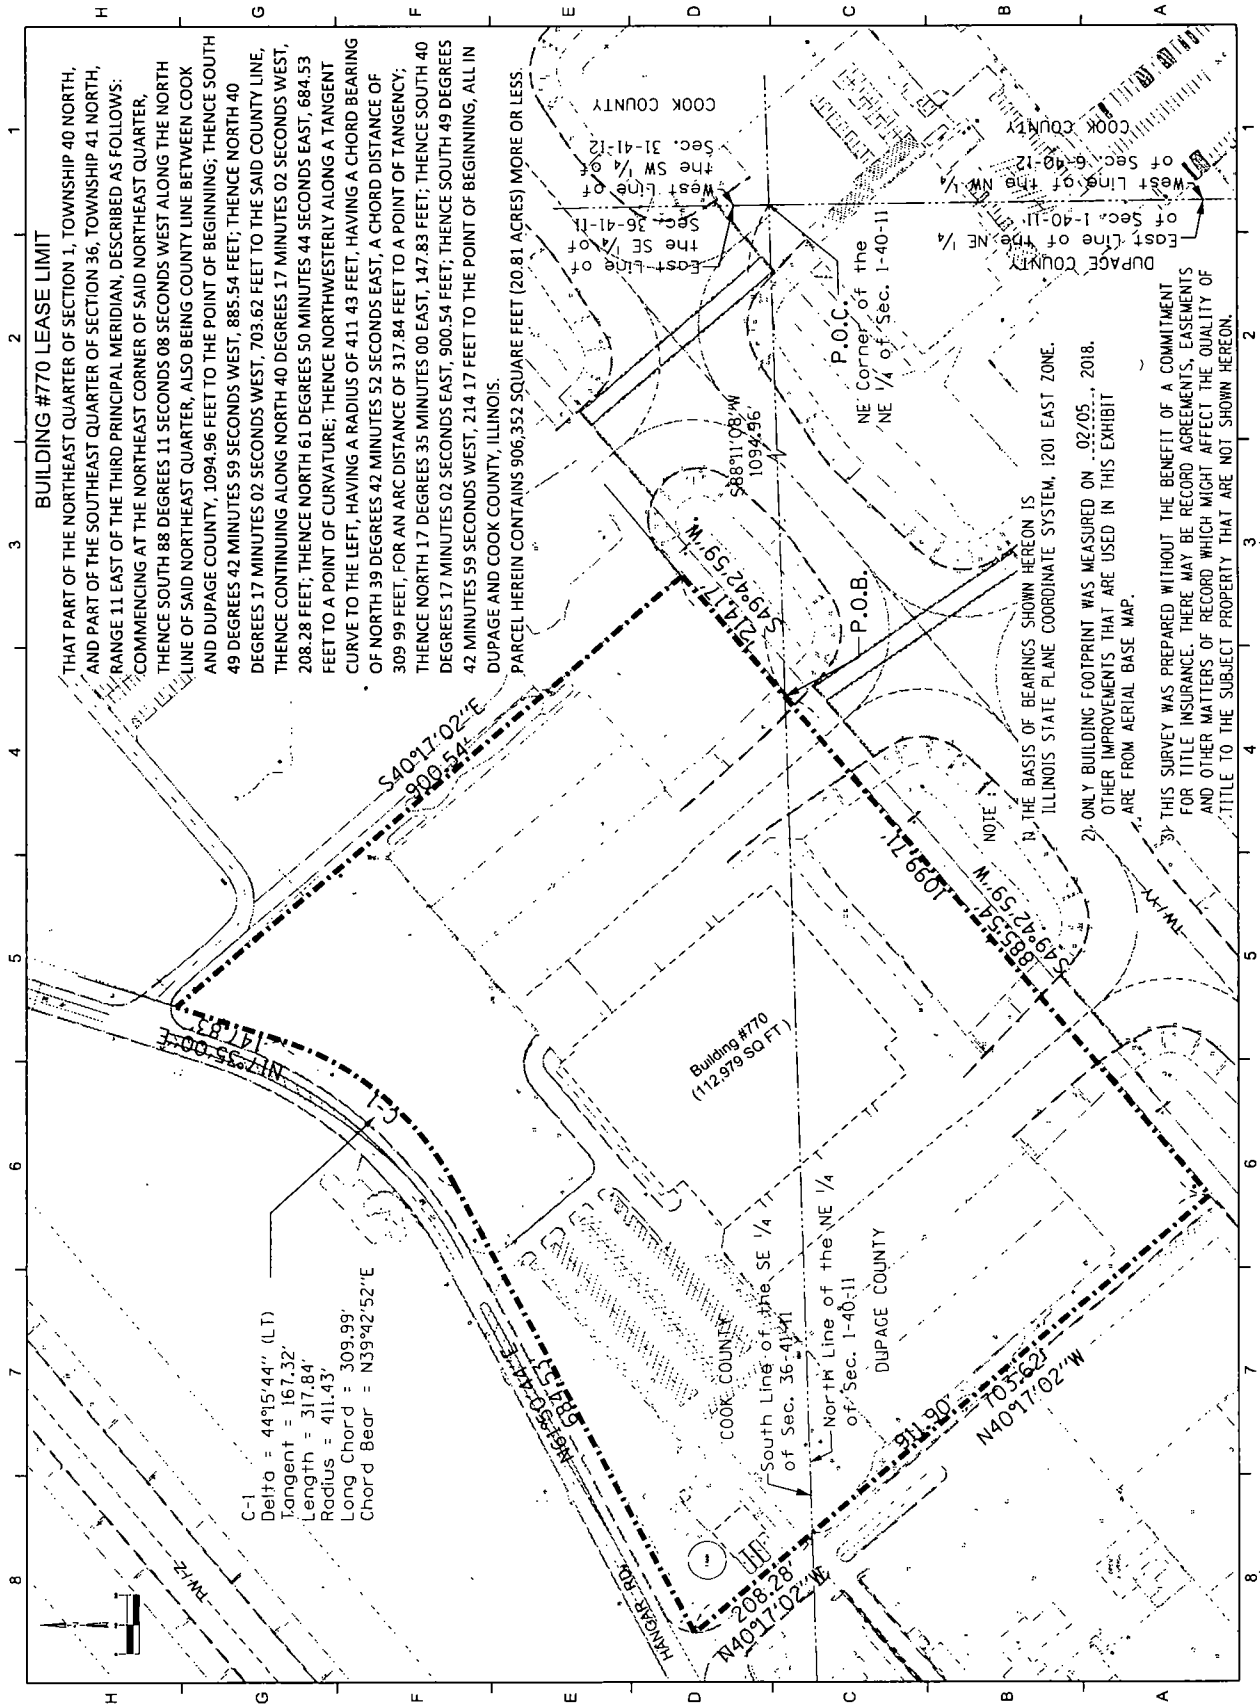 BUILDING #770 LEASE LIMIT
THAT PART OF THE NORTHEAST QUARTER OF SECTION 1, TOWNSHIP 40 NORTH,
AND PART OF THE SOUTHEAST QUARTER OF SECTION 36, TOWNSHIP 41 NORTH,
RANGE 11 EAST OF THE THIRD PRINCIPAL MERIDIAN, DESCRIBED AS FOLLOWS:
COMMENCING AT THE NORTHEAST CORNER OF SAID NORTHEAST QUARTER,
THENCE SOUTH 88 DEGREES 11 SECONDS 08 SECONDS WEST ALONG THE NORTH
LINE OF SAID NORTHEAST QUARTER, ALSO BEING COUNTY LINE BETWEEN COOK
AND DUPAGE COUNTY, 1094.96 FEET TO THE POINT OF BEGINNING; THENCE SOUTH
49 DEGREES 42 MINUTES 59 SECONDS WEST, 885.54 FEET; THENCE NORTH 40
DEGREES 17 MINUTES 02 SECONDS WEST, 703.62 FEET TO THE SAID COUNTY LINE,
THENCE CONTINUING ALONG NORTH 40 DEGREES 17 MINUTES 02 SECONDS WEST,
208.28 FEET; THENCE NORTH 61 DEGREES 50 MINUTES 44 SECONDS EAST, 684.53
FEET TO A POINT OF CURVATURE; THENCE NORTHWESTERLY ALONG A TANGENT
CURVE TO THE LEFT, HAVING A RADIUS OF 411 43 FEET, HAVING A CHORD BEARING
OF NORTH 39 DEGREES 42 MINUTES 52 SECONDS EAST, A CHORD DISTANCE OF
309 99 FEET, FOR AN ARC DISTANCE OF 317.84 FEET TO A POINT OF TANGENCY;
THENCE NORTH 17 DEGREES 35 MINUTES 00 EAST, 147.83 FEET; THENCE SOUTH 40
DEGREES 17 MINUTES 02 SECONDS EAST, 900.54 FEET; THENCE SOUTH 49 DEGREES
42 MINUTES 59 SECONDS WEST, 214 17 FEET TO THE POINT OF BEGINNING, ALL IN
DUPAGE AND COOK COUNTY, ILLINOIS.
PARCEL HEREIN CONTAINS 906,352 SQUARE FEET (20.81 ACRES) MORE OR LESS.
C-1
Delta = 44°15'44" (LT)
Tangent = 167.32'
Length = 317.84'
Radius = 411.43'
Long Chord = 309.99'
Chord Bear = N39°42'52"E
TW-HZ
HANGAR RD.
N61°50'44"E
684.53'
C-1
N17°35'00"E
147.83'
S40°17'02"E
900.54'
214.17'
S49°42'59"W
S88°11'08"W
1094.96'
P.O.B.
P.O.C.
NE Corner of the
NE 1/4 of Sec. 1-40-11
1099.71'
885.54'
S49°42'59"W
TW-YY
Building #770
(112,979 SQ FT)
COOK COUNTY
South Line of the SE 1/4
of Sec. 36-41-11
North Line of the NE 1/4
of Sec. 1-40-11
DUPAGE COUNTY
911.90'
703.62'
N40°17'02"W
208.28'
N40°17'02"W
East Line of
the SE 1/4 of
Sec. 36-41-11
West Line of
the SW 1/4 of
Sec. 31-41-12
COOK COUNTY
DUPAGE COUNTY
East Line of the NE 1/4
of Sec. 1-40-11
West Line of the NW 1/4
of Sec. 6-40-12
COOK COUNTY
NOTE :
1) THE BASIS OF BEARINGS SHOWN HEREON IS
ILLINOIS STATE PLANE COORDINATE SYSTEM, 1201 EAST ZONE.
2) ONLY BUILDING FOOTPRINT WAS MEASURED ON 02/05, 2018.
OTHER IMPROVEMENTS THAT ARE USED IN THIS EXHIBIT
ARE FROM AERIAL BASE MAP.
3) THIS SURVEY WAS PREPARED WITHOUT THE BENEFIT OF A COMMITMENT
FOR TITLE INSURANCE. THERE MAY BE RECORD AGREEMENTS, EASEMENTS
AND OTHER MATTERS OF RECORD WHICH MIGHT AFFECT THE QUALITY OF
TITLE TO THE SUBJECT PROPERTY THAT ARE NOT SHOWN HEREON.
8 7 6 5 4 3 2 1
H G F E D C B A
8 7 6 5 4 3 2 1
H G F E D C B A